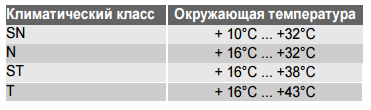 Климатический класс Окружающая температура
SN + 10°C ... +32°C
N + 16°C ... +32°C
ST + 16°C ... +38°C
T + 16°C ... +43°C